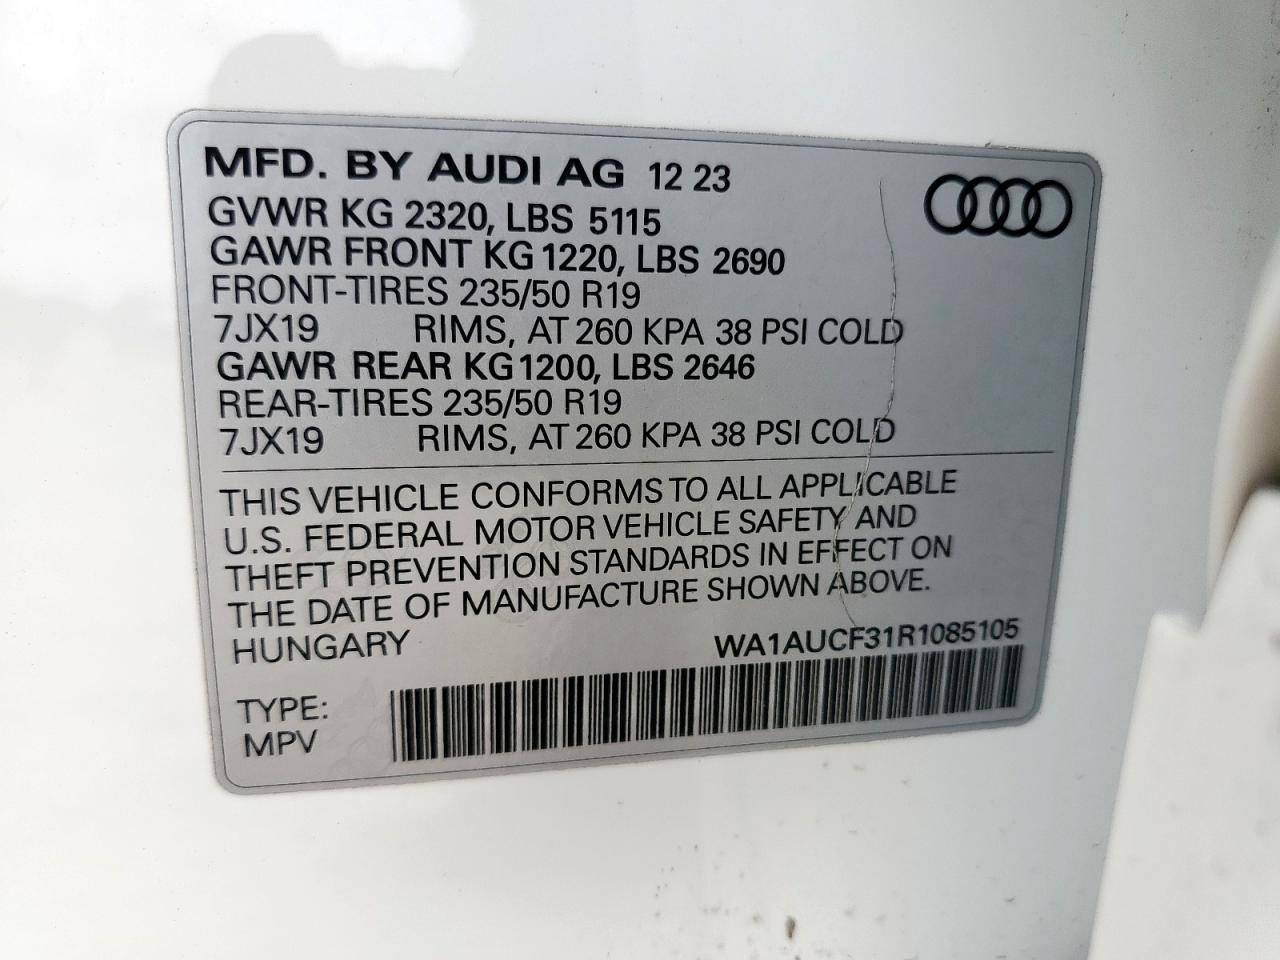 MFD. BY AUDI AG 12 23
GVWR KG 2320, LBS 5115
GAWR FRONT KG 1220, LBS 2690
FRONT-TIRES 235/50 R19
7JX19 RIMS, AT 260 KPA 38 PSI COLD
GAWR REAR KG 1200, LBS 2646
REAR-TIRES 235/50 R19
7JX19 RIMS, AT 260 KPA 38 PSI COLD
THIS VEHICLE CONFORMS TO ALL APPLICABLE
U.S. FEDERAL MOTOR VEHICLE SAFETY AND
THEFT PREVENTION STANDARDS IN EFFECT ON
THE DATE OF MANUFACTURE SHOWN ABOVE.
HUNGARY WA1AUCF31R1085105
TYPE:
MPV